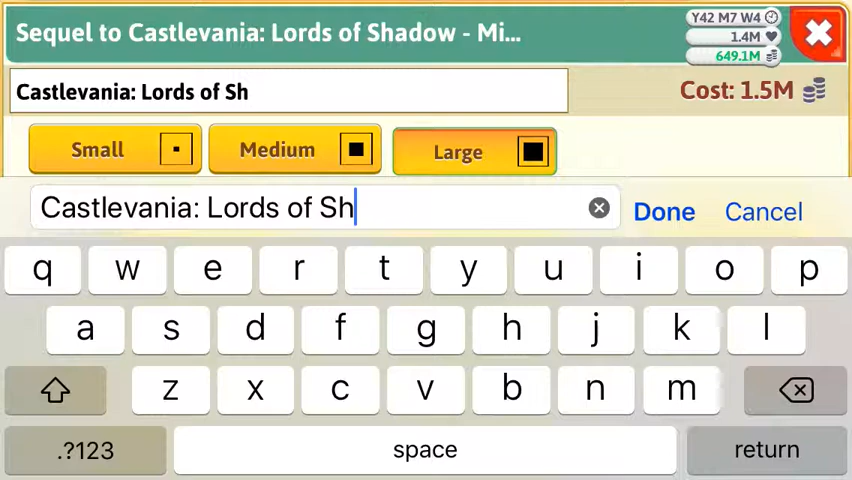 Sequel to Castlevania: Lords of Shadow - Mi...
Y42 M7 W4
1.4M
649.1M
Castlevania: Lords of Sh
Cost: 1.5M
Small
Medium
Large
Castlevania: Lords of Sh
Done
Cancel
q w e r t y u i o p
a s d f g h j k l
z x c v b n m
.?123
space
return